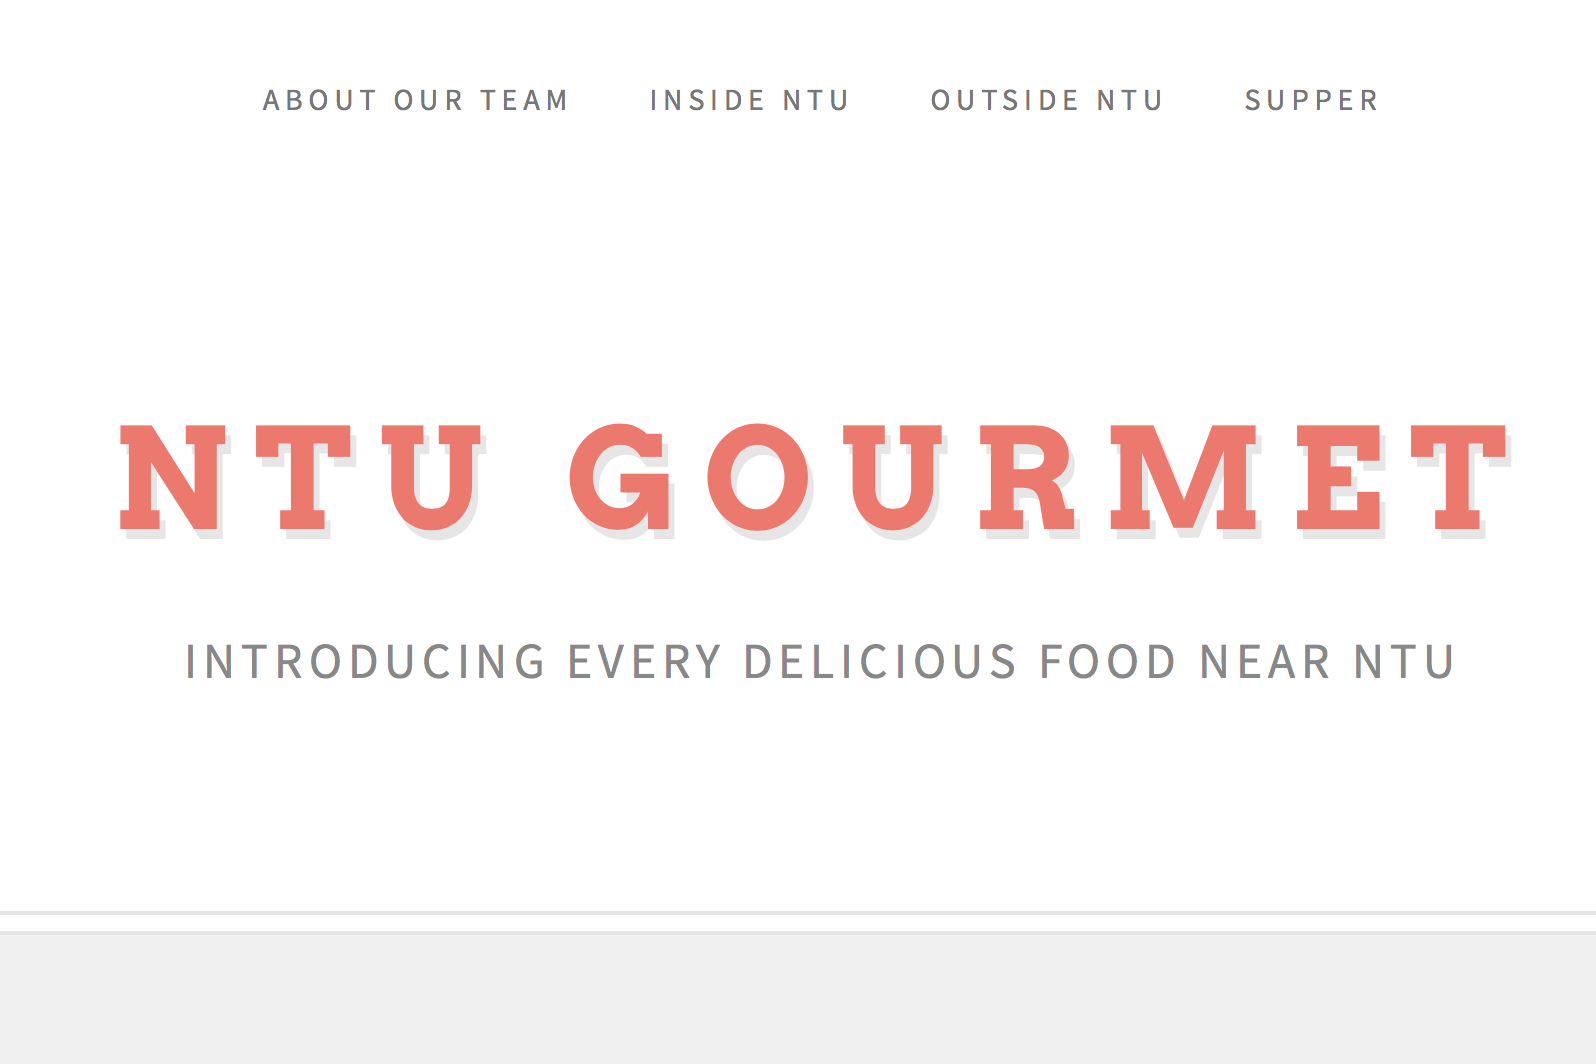 ABOUT OUR TEAM INSIDE NTU OUTSIDE NTU SUPPER
NTU GOURMET
INTRODUCING EVERY DELICIOUS FOOD NEAR NTU